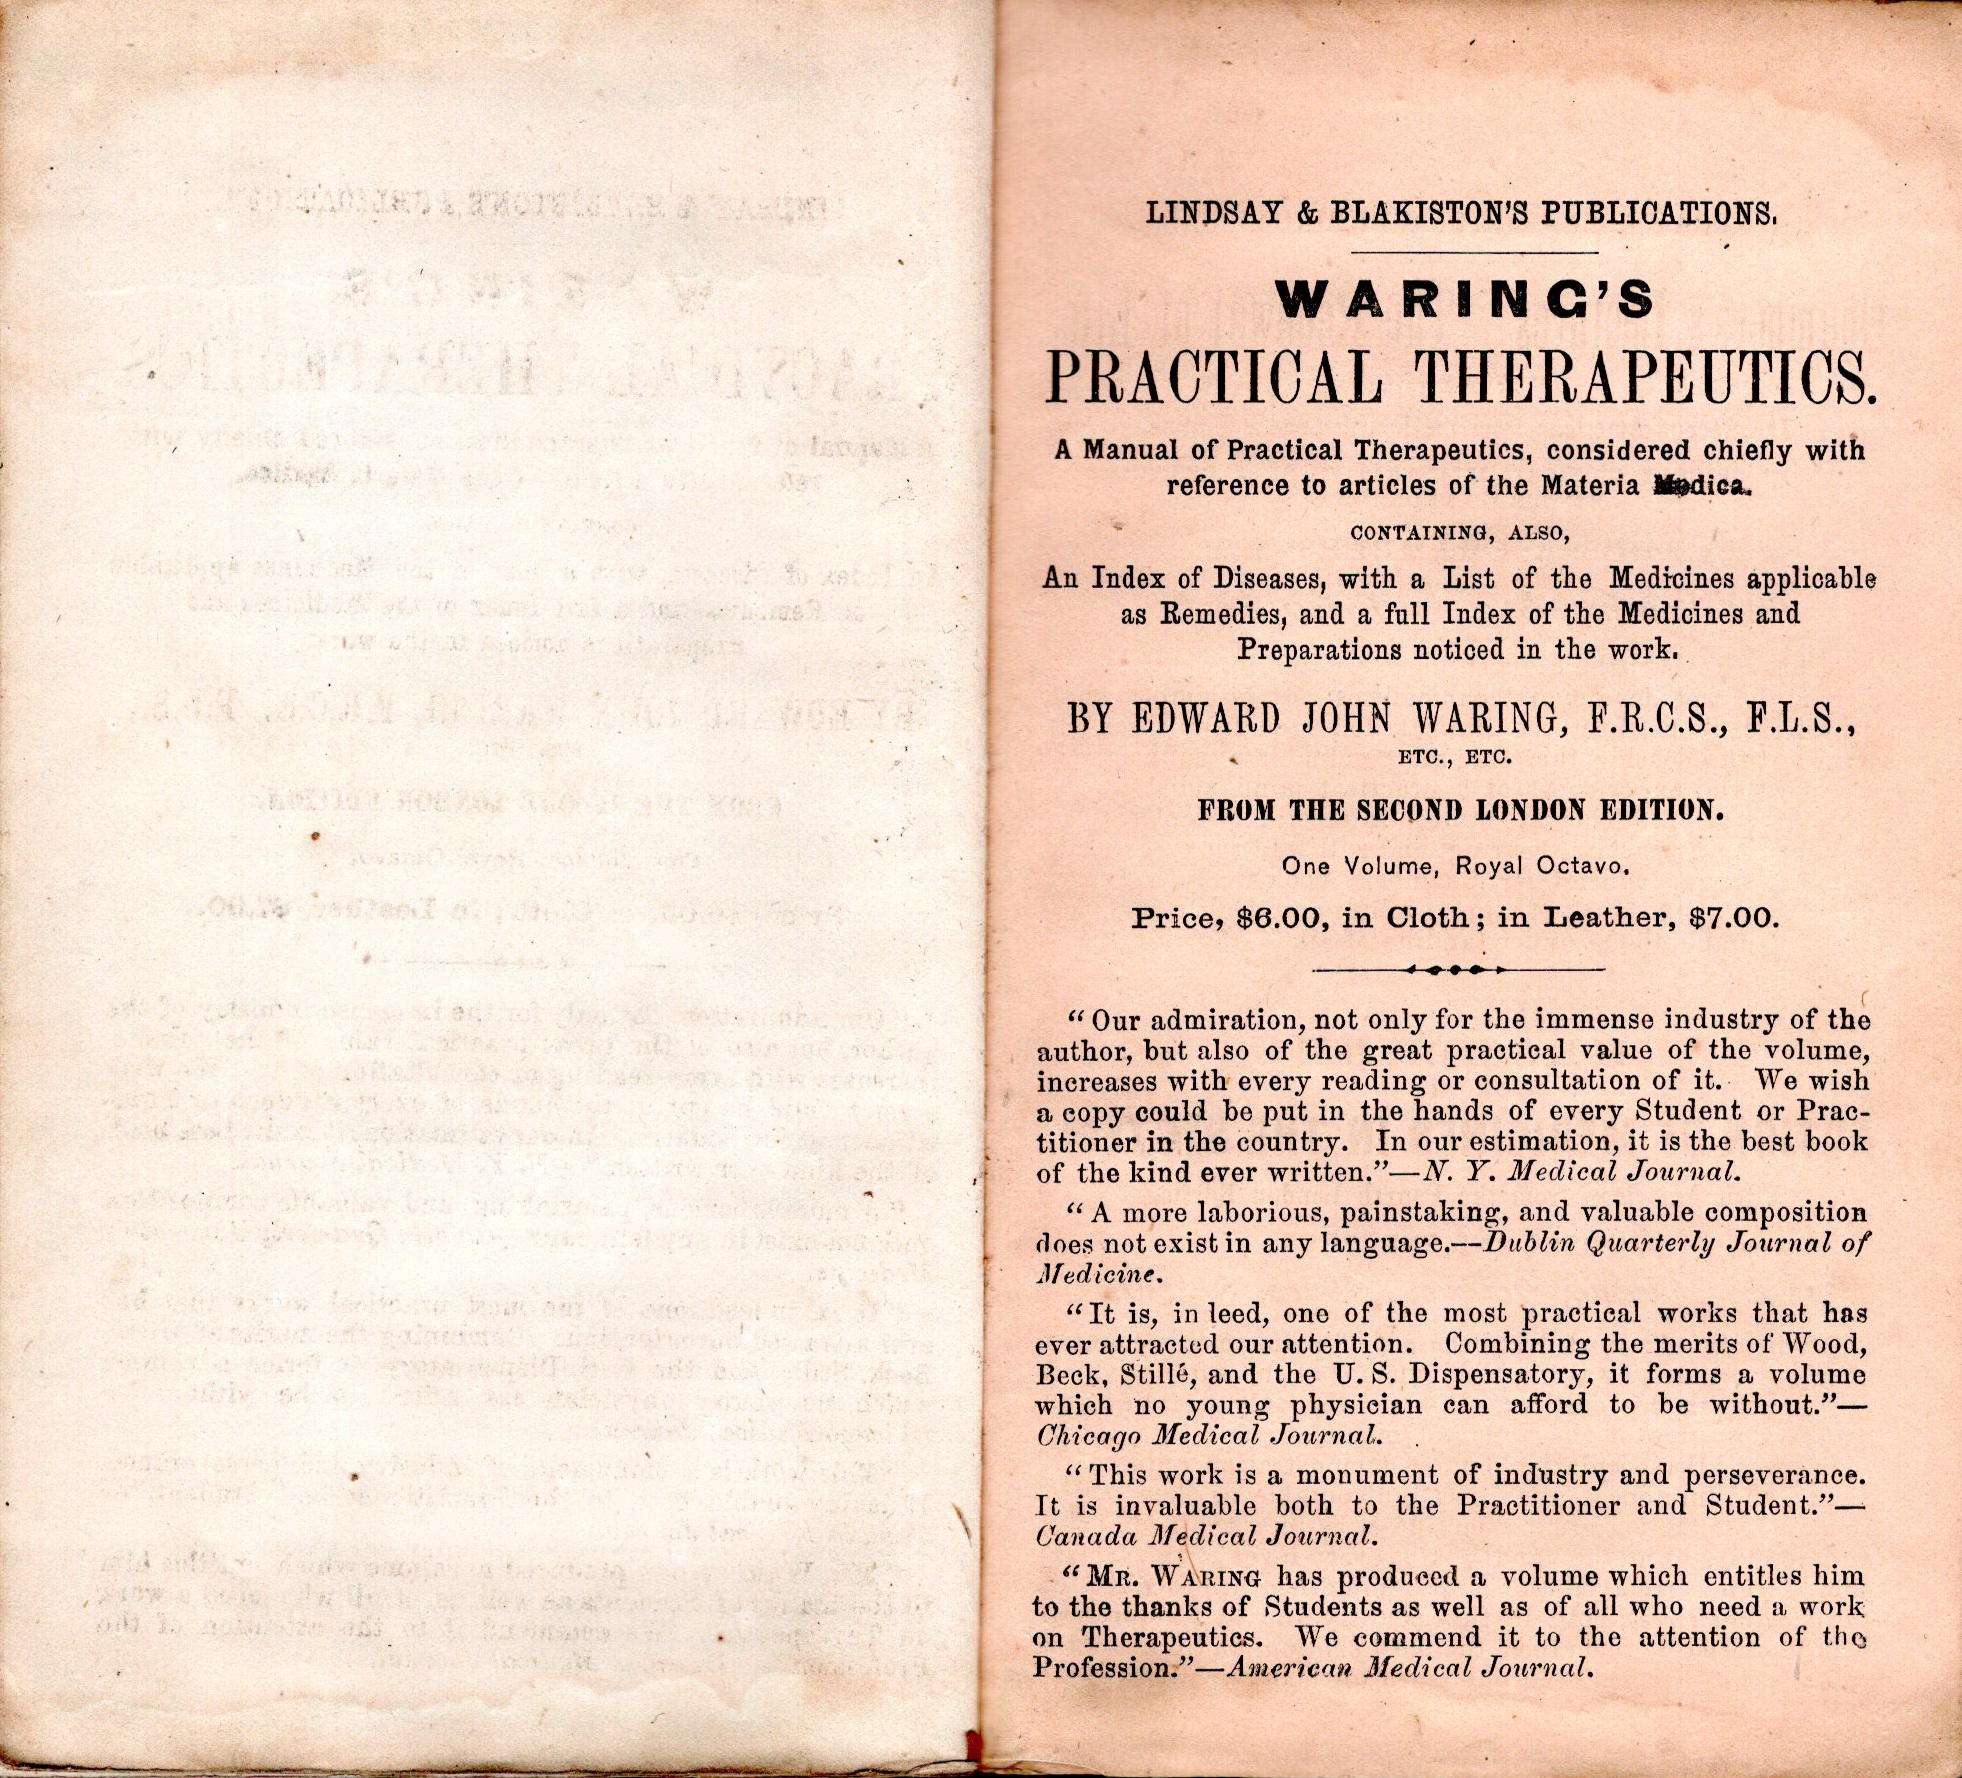 LINDSAY & BLAKISTON'S PUBLICATIONS.
WARING'S
PRACTICAL THERAPEUTICS.
A Manual of Practical Therapeutics, considered chiefly with
reference to articles of the Materia Medica.
CONTAINING, ALSO,
An Index of Diseases, with a List of the Medicines applicable
as Remedies, and a full Index of the Medicines and
Preparations noticed in the work.
BY EDWARD JOHN WARING, F.R.C.S., F.L.S.,
ETC., ETC.
FROM THE SECOND LONDON EDITION.
One Volume, Royal Octavo.
Price, $6.00, in Cloth; in Leather, $7.00.
"Our admiration, not only for the immense industry of the
author, but also of the great practical value of the volume,
increases with every reading or consultation of it. We wish
a copy could be put in the hands of every Student or Prac-
titioner in the country. In our estimation, it is the best book
of the kind ever written."—N. Y. Medical Journal.
"A more laborious, painstaking, and valuable composition
does not exist in any language.—Dublin Quarterly Journal of
Medicine.
"It is, in leed, one of the most practical works that has
ever attracted our attention. Combining the merits of Wood,
Beck, Stillé, and the U. S. Dispensatory, it forms a volume
which no young physician can afford to be without."—
Chicago Medical Journal.
"This work is a monument of industry and perseverance.
It is invaluable both to the Practitioner and Student."—
Canada Medical Journal.
"MR. WARING has produced a volume which entitles him
to the thanks of Students as well as of all who need a work
on Therapeutics. We commend it to the attention of the
Profession."—American Medical Journal.